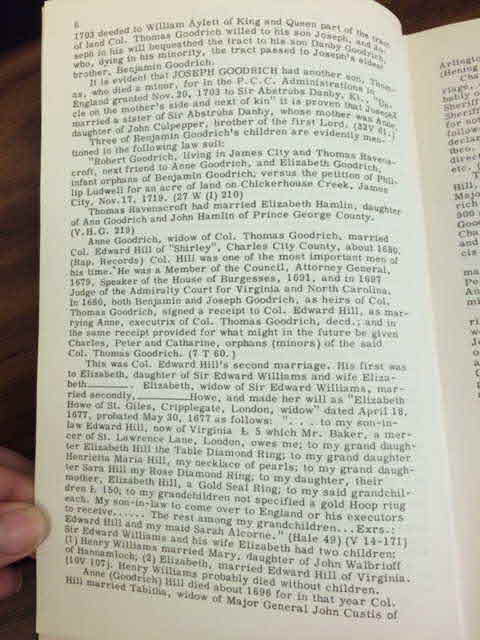 6
1703 deeded to William Aylett of King and Queen part of the tract
of land Col. Thomas Goodrich willed to his son Joseph, and Jo-
seph in his will bequeathed the tract to his son Danby Goodrich,
who, dying in his minority, the tract passed to Joseph's eldest
brother, Benjamin Goodrich.
It is evident that JOSEPH GOODRICH had another son, Thom-
as, who died a minor, for in the P.C.C. Administrations in
England granted Nov. 20, 1703 to Sir Abstrubs Danby, Kt., "Un-
cle on the mother's side and next of kin" it is proven that Joseph
married a sister of Sir Abstrubs Danby, whose mother was Anne
daughter of John Culpepper, brother of the first Lord. (32V 61.)
Three of Benjamin Goodrich's children are evidently men-
tioned in the following law suit:
"Robert Goodrich, living in James City and Thomas Ravens-
croft, next friend to Anne Goodrich, and Elizabeth Goodrich,
infant orphans of Benjamin Goodrich, versus the petition of Phil-
lip Ludwell for an acre of land on Chickerhouse Creek, James
City, Nov. 17, 1719. (27 W (I) 210)
Thomas Ravenscroft had married Elizabeth Hamlin, daughter
of Ann Goodrich and John Hamlin of Prince George County.
(V.H.G. 219)
Anne Goodrich, widow of Col. Thomas Goodrich, married
Col. Edward Hill of "Shirley", Charles City County, about 1680.
(Rap. Records) Col. Hill was one of the most important men of
his time. He was a Member of the Council, Attorney General,
1679, Speaker of the House of Burgesses, 1691, and in 1697
Judge of the Admiralty Court for Virginia and North Carolina.
In 1680, both Benjamin and Joseph Goodrich, as heirs of Col.
Thomas Goodrich, signed a receipt to Col. Edward Hill, as mar-
rying Anne, executrix of Col. Thomas Goodrich, decd.; and in
the same receipt provided for what might in the future be given
Charles, Peter and Catharine, orphans (minors) of the said
Col. Thomas Goodrich. (7 T 60.)
This was Col. Edward Hill's second marriage. His first was
to Elizabeth, daughter of Sir Edward Williams and wife Eliza-
beth______. Elizabeth, widow of Sir Edward Williams, mar-
ried secondly,________Howe, and made her will as "Elizabeth
Howe of St. Giles, Cripplegate, London, widow" dated April 18,
1677, probated May 30, 1677 as follows: ". . . . to my son-in-
law Edward Hill, now of Virginia Ł 5 which Mr. Baker, a mer-
cer of St. Lawrence Lane, London, owes me; to my grand daugh-
ter Elizabeth Hill the Table Diamond Ring; to my grand daughter
Henrietta Maria Hill, my necklace of pearls; to my grand daugh-
ter Sara Hill my Rose Diamond Ring; to my daughter, their
mother, Elizabeth Hill, a Gold Seal Ring; to my said grandchil-
dren Ł 150; to my grandchildren not specified a gold Hoop ring
each. My son-in-law to come over to England or his executors
to receive...... The rest among my grandchildren... Exrs.:
Edward Hill and my maid Sarah Alcorne." (Hale 49) (V 14-171)
Sir Edward Williams and his wife Elizabeth had two children:
(1) Henry Williams married Mary, daughter of John Walbrioff
of Hannamloch; (2) Elizabeth, married Edward Hill of Virginia.
(10V 107). Henry Williams probably died without children.
Anne (Goodrich) Hill died about 1696 for in that year Col.
Hill married Tabitha, widow of Major General John Custis of